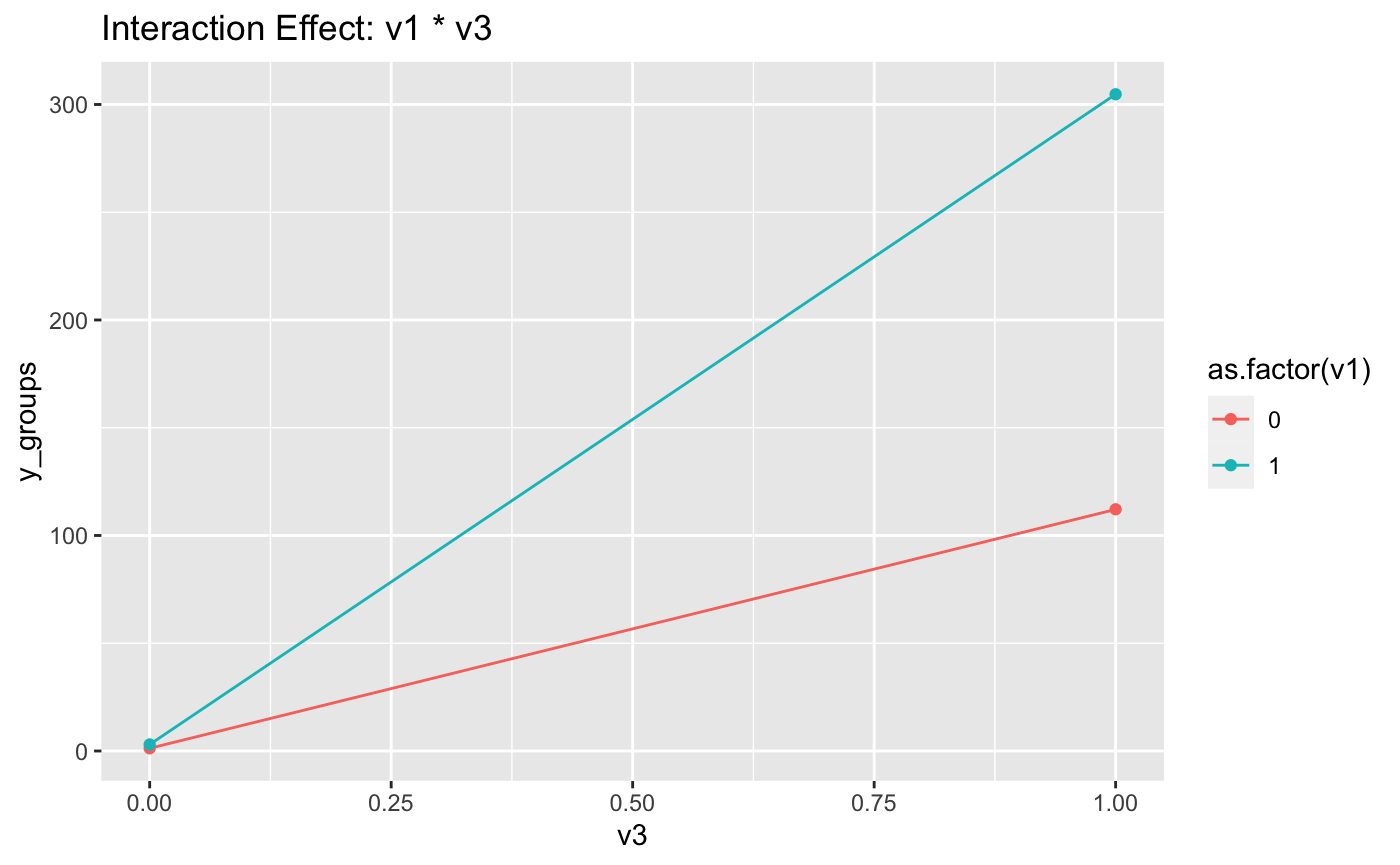 Interaction Effect: v1 * v3
300
200
100
0
y_groups
0.00
0.25
0.50
0.75
1.00
v3
as.factor(v1)
0
1